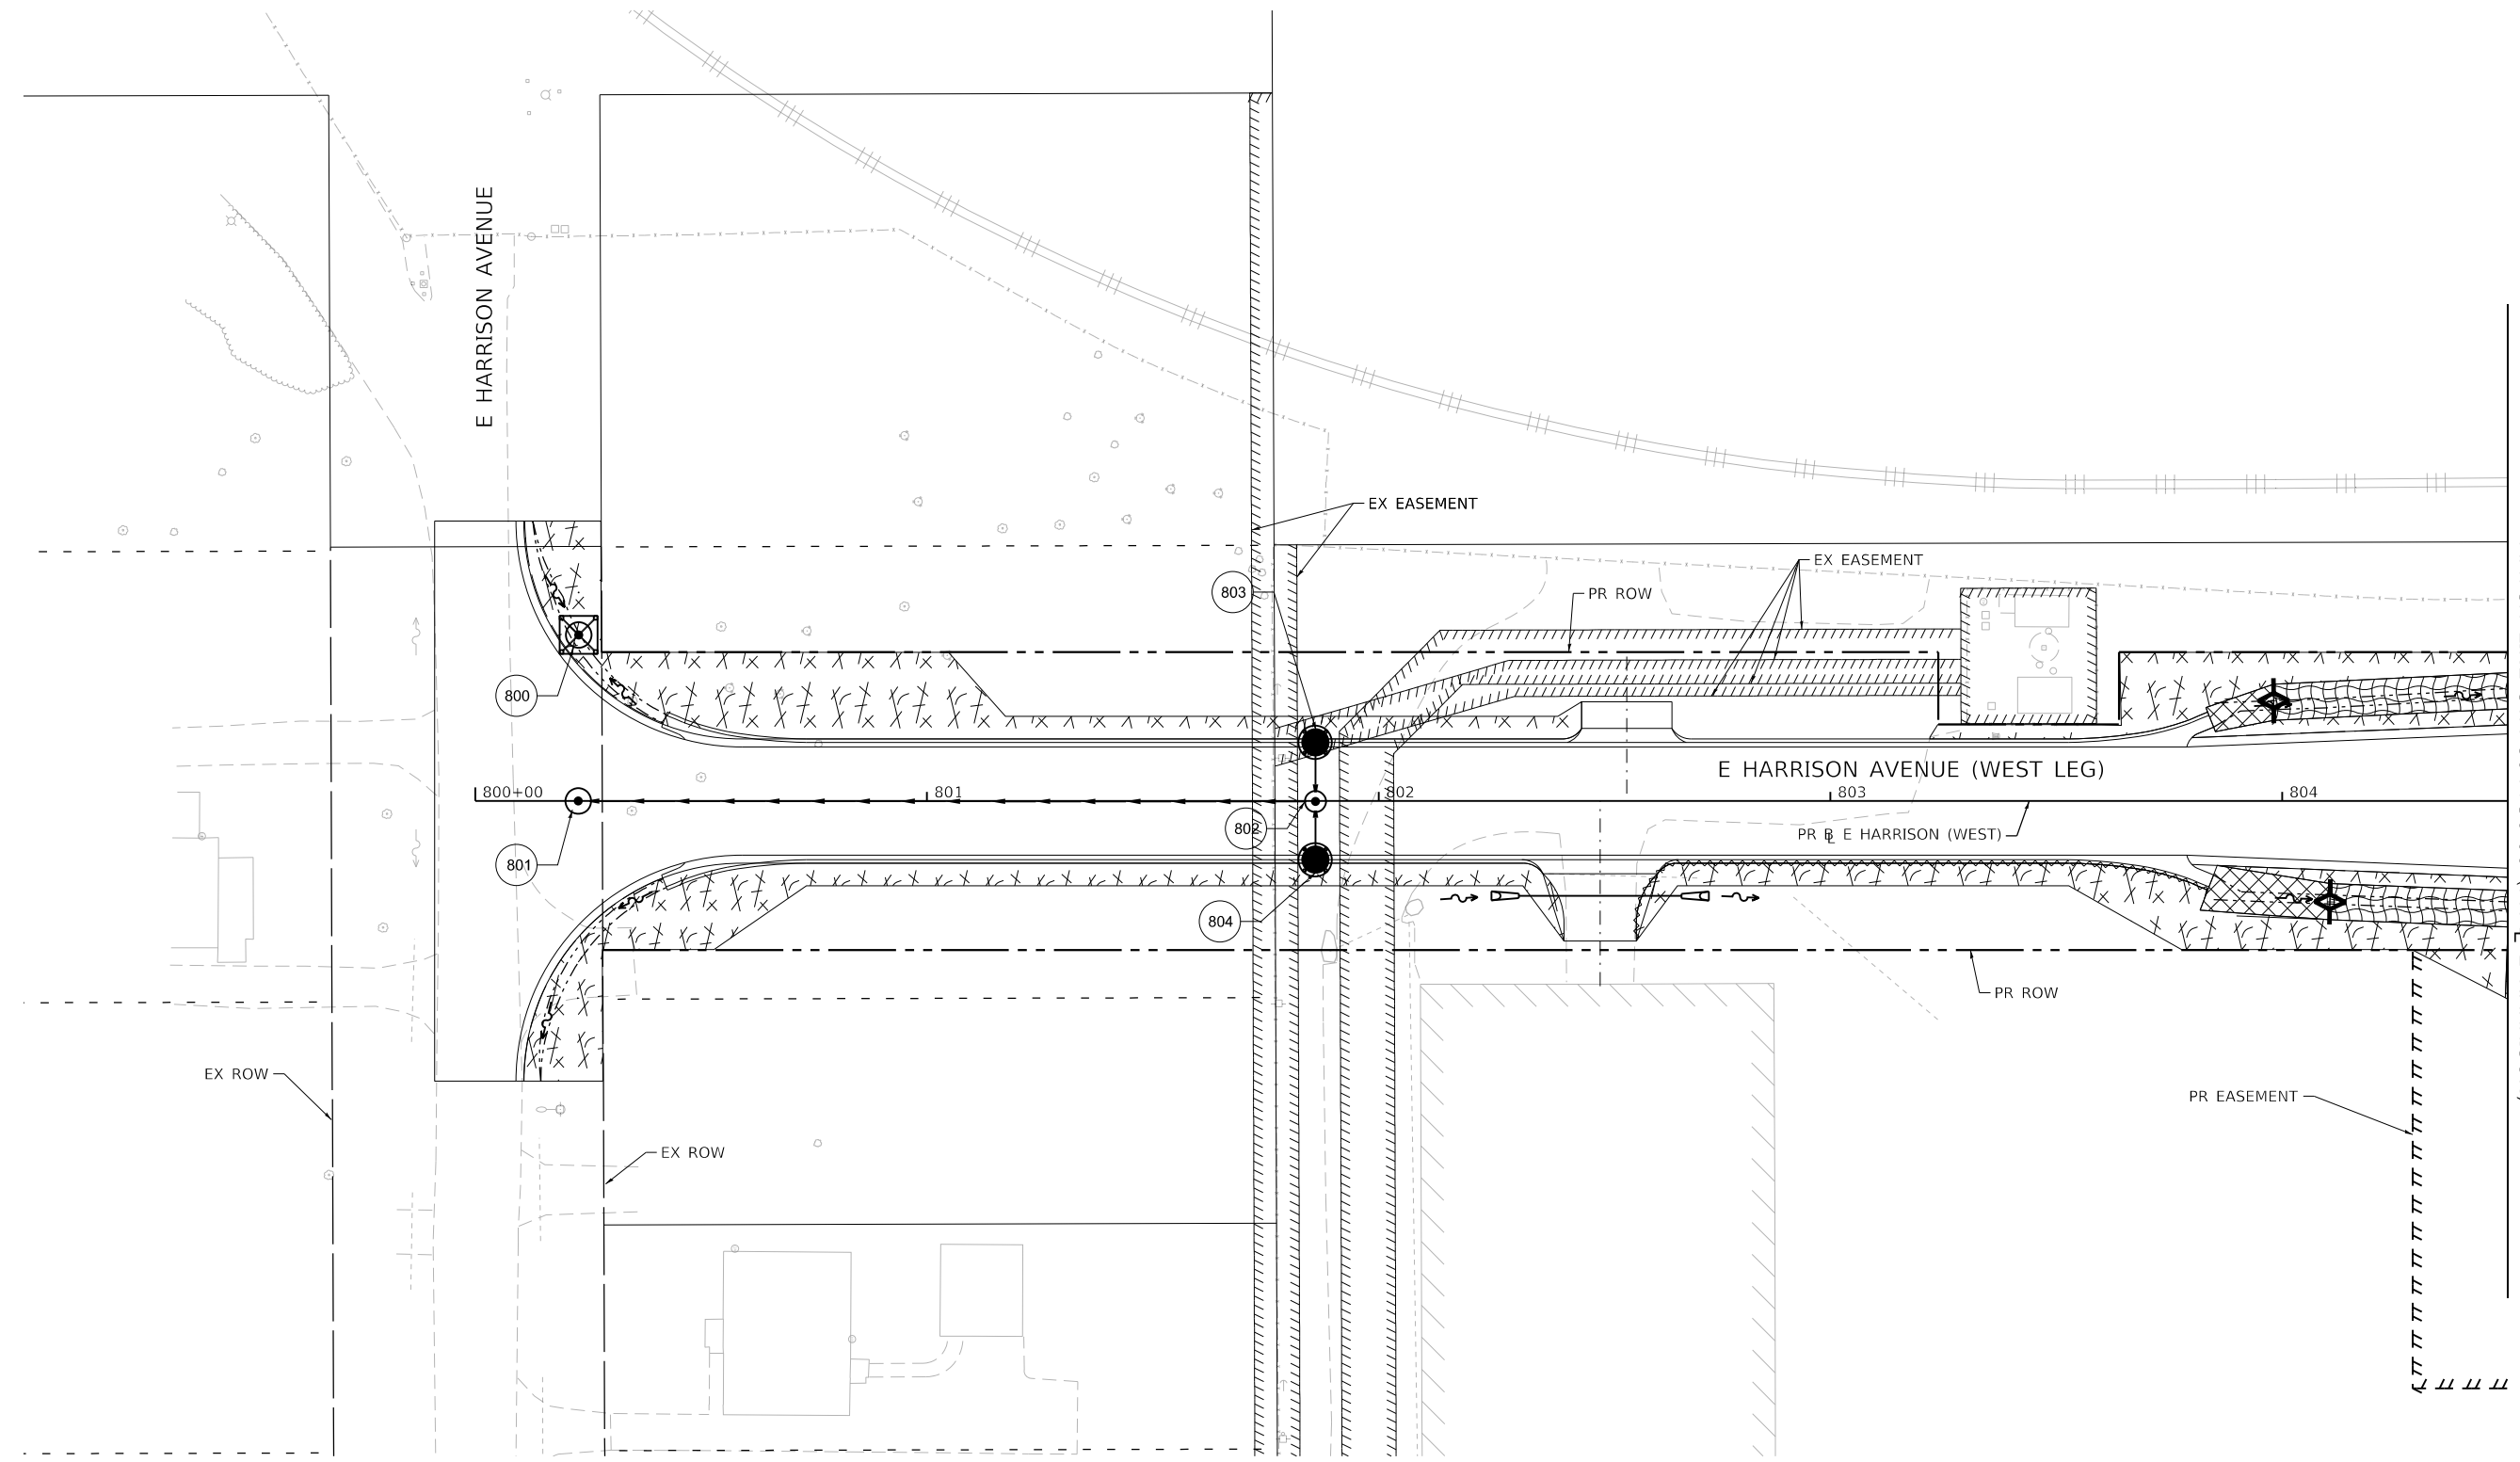 E HARRISON AVENUE
EX EASEMENT
EX EASEMENT
803
PR ROW
800
E HARRISON AVENUE (WEST LEG)
800+00
801
802
803
804
802
PR B̲L E HARRISON (WEST)
801
804
PR ROW
EX ROW
PR EASEMENT
EX ROW